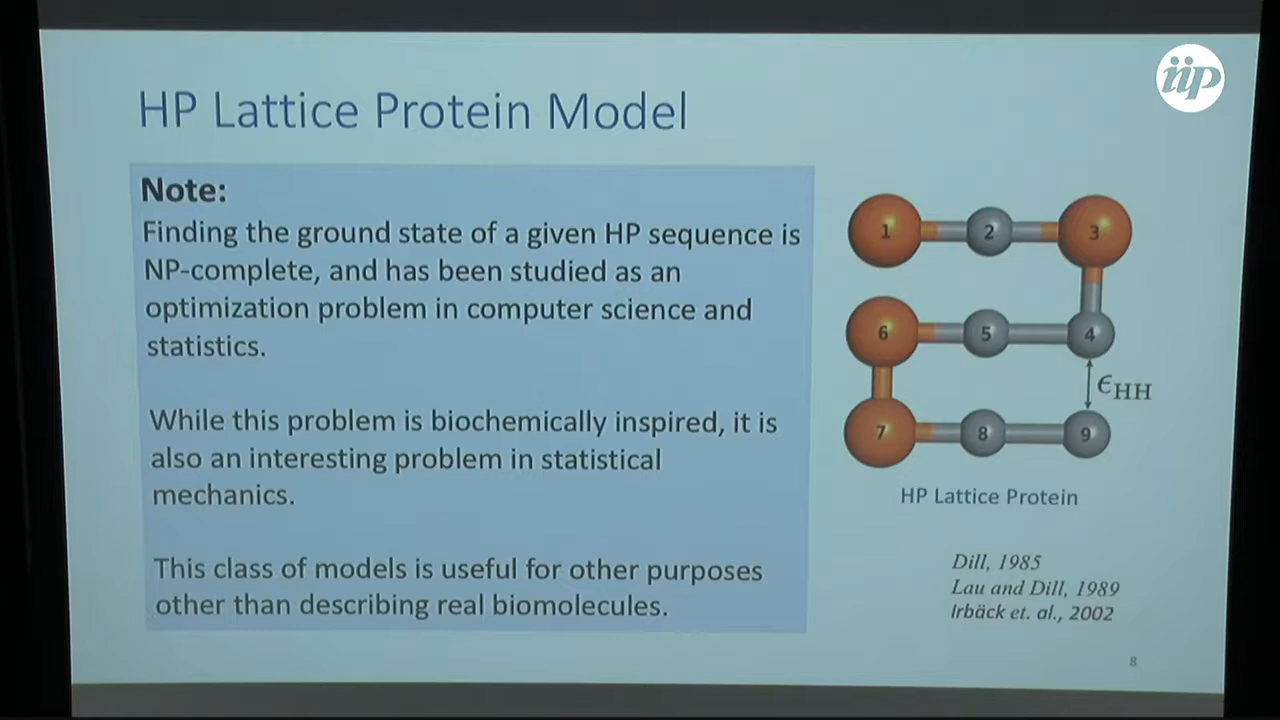 iip
HP Lattice Protein Model
Note:
Finding the ground state of a given HP sequence is
NP-complete, and has been studied as an
optimization problem in computer science and
statistics.
While this problem is biochemically inspired, it is
also an interesting problem in statistical
mechanics.
This class of models is useful for other purposes
other than describing real biomolecules.
1 2 3
6 5 4
ϵHH
7 8 9
HP Lattice Protein
Dill, 1985
Lau and Dill, 1989
Irbäck et. al., 2002
8